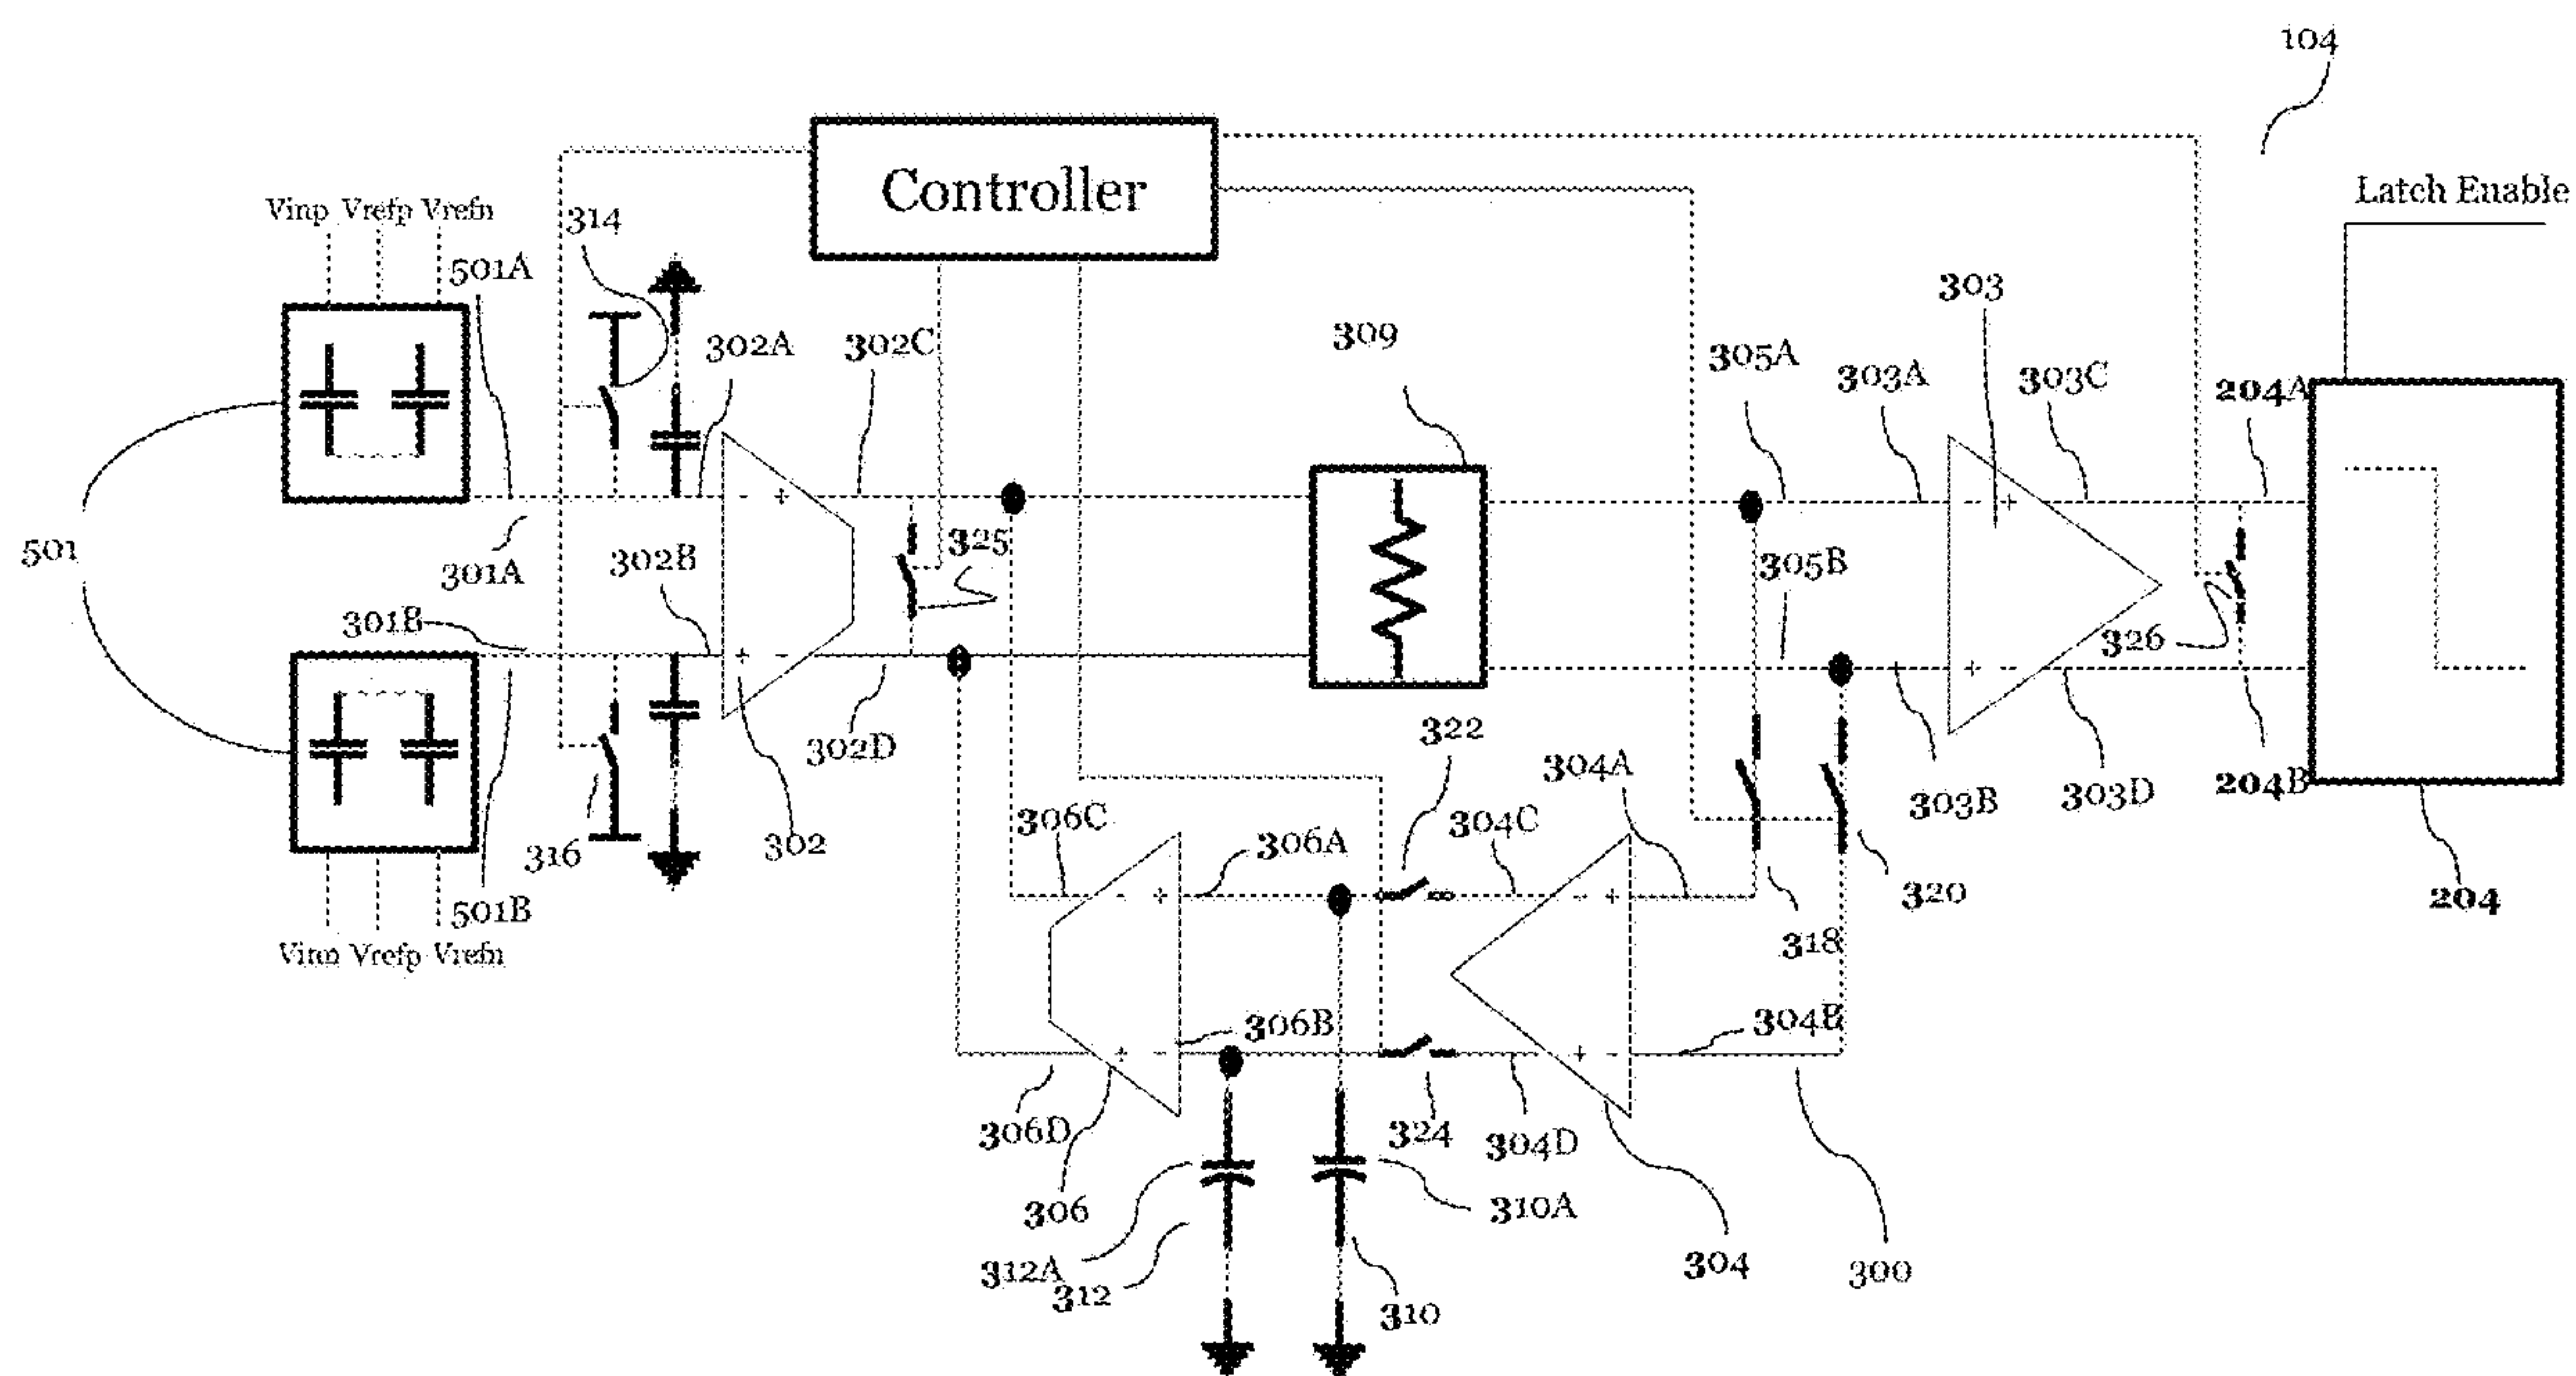 104
Controller
Latch Enable
Vinp Vrefp Vrefn
314
501A
303
302A
302C
309
305A
303A
303C
204A
501
325
301A
302B
305B
301B
326
322
302D
304A
303B
303D
204B
316
302
306C
306A
304C
320
204
501B
318
Vinn Vrefp Vrefn
306B
304B
306D
324
304D
306
310A
312A
312
304
300
310
- +
+ -
- +
+ -
- +
- +
+ -
+ -